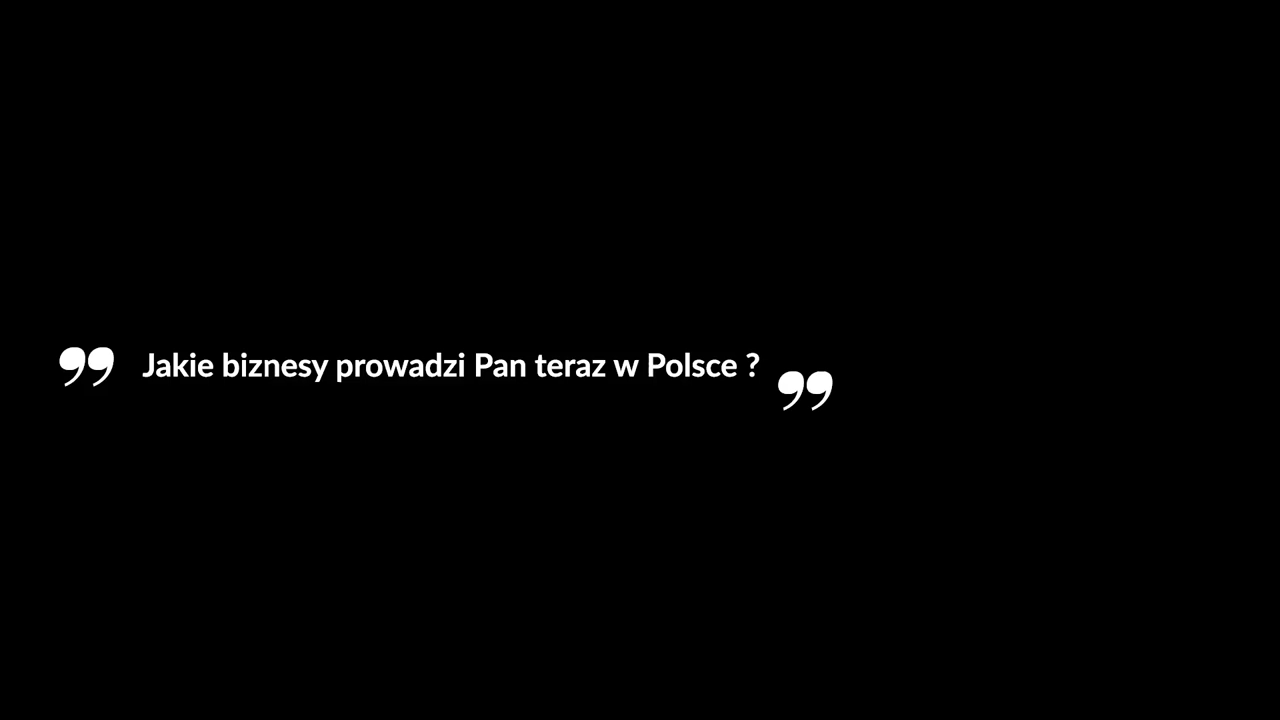 ” Jakie biznesy prowadzi Pan teraz w Polsce ? ”